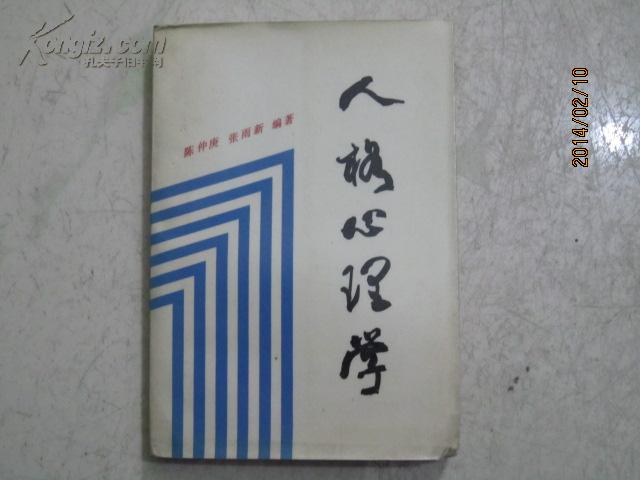 Kongfz.com
孔夫子旧书网
陈仲庚 张雨新 编著
人格心理学
2014/02/10